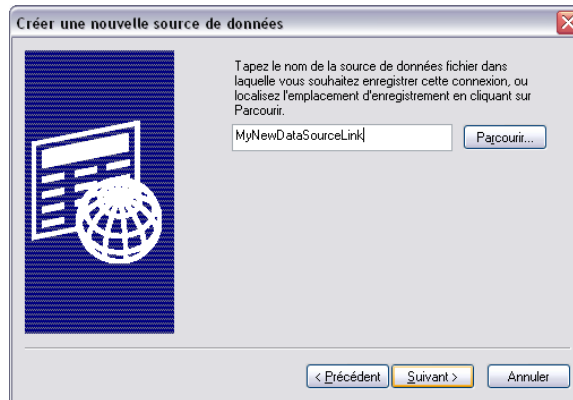 Créer une nouvelle source de données
Tapez le nom de la source de données fichier dans
laquelle vous souhaitez enregistrer cette connexion, ou
localisez l'emplacement d'enregistrement en cliquant sur
Parcourir.
MyNewDataSourceLink
Parcourir...
< Précédent
Suivant >
Annuler